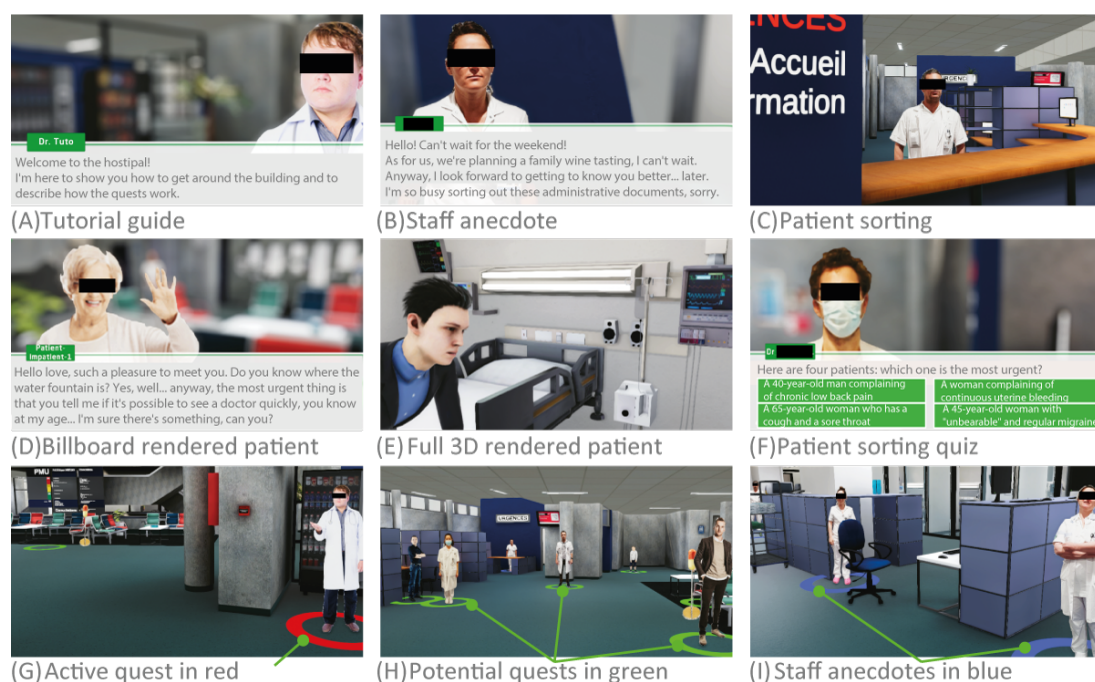 Dr. Tuto
Welcome to the hostipal!
I'm here to show you how to get around the building and to
describe how the quests work.
(A)Tutorial guide
Hello! Can't wait for the weekend!
As for us, we're planning a family wine tasting, I can't wait.
Anyway, I look forward to getting to know you better... later.
I'm so busy sorting out these administrative documents, sorry.
(B)Staff anecdote
NCES
Accueil
rmation
(C)Patient sorting
Patient-
Impatient-1
Hello love, such a pleasure to meet you. Do you know where the
water fountain is? Yes, well... anyway, the most urgent thing is
that you tell me if it's possible to see a doctor quickly, you know
at my age... I'm sure there's something, can you?
(D)Billboard rendered patient
(E)Full 3D rendered patient
Dr
Here are four patients: which one is the most urgent?
A 40-year-old man complaining
of chronic low back pain
A woman complaining of
continuous uterine bleeding
A 65-year-old woman who has a
cough and a sore throat
A 45-year-old woman with
"unbearable" and regular migraine
(F)Patient sorting quiz
PMU
(G)Active quest in red
URGENCES
(H)Potential quests in green
(I)Staff anecdotes in blue